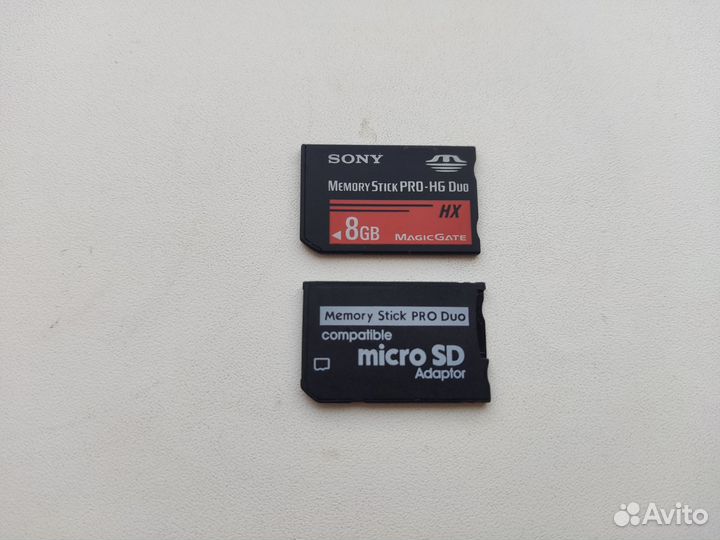 SONY
MEMORY STICK PRO-HG DUO
HX
8GB MAGICGATE
Memory Stick PRO Duo
compatible
micro SD
Adaptor
Avito